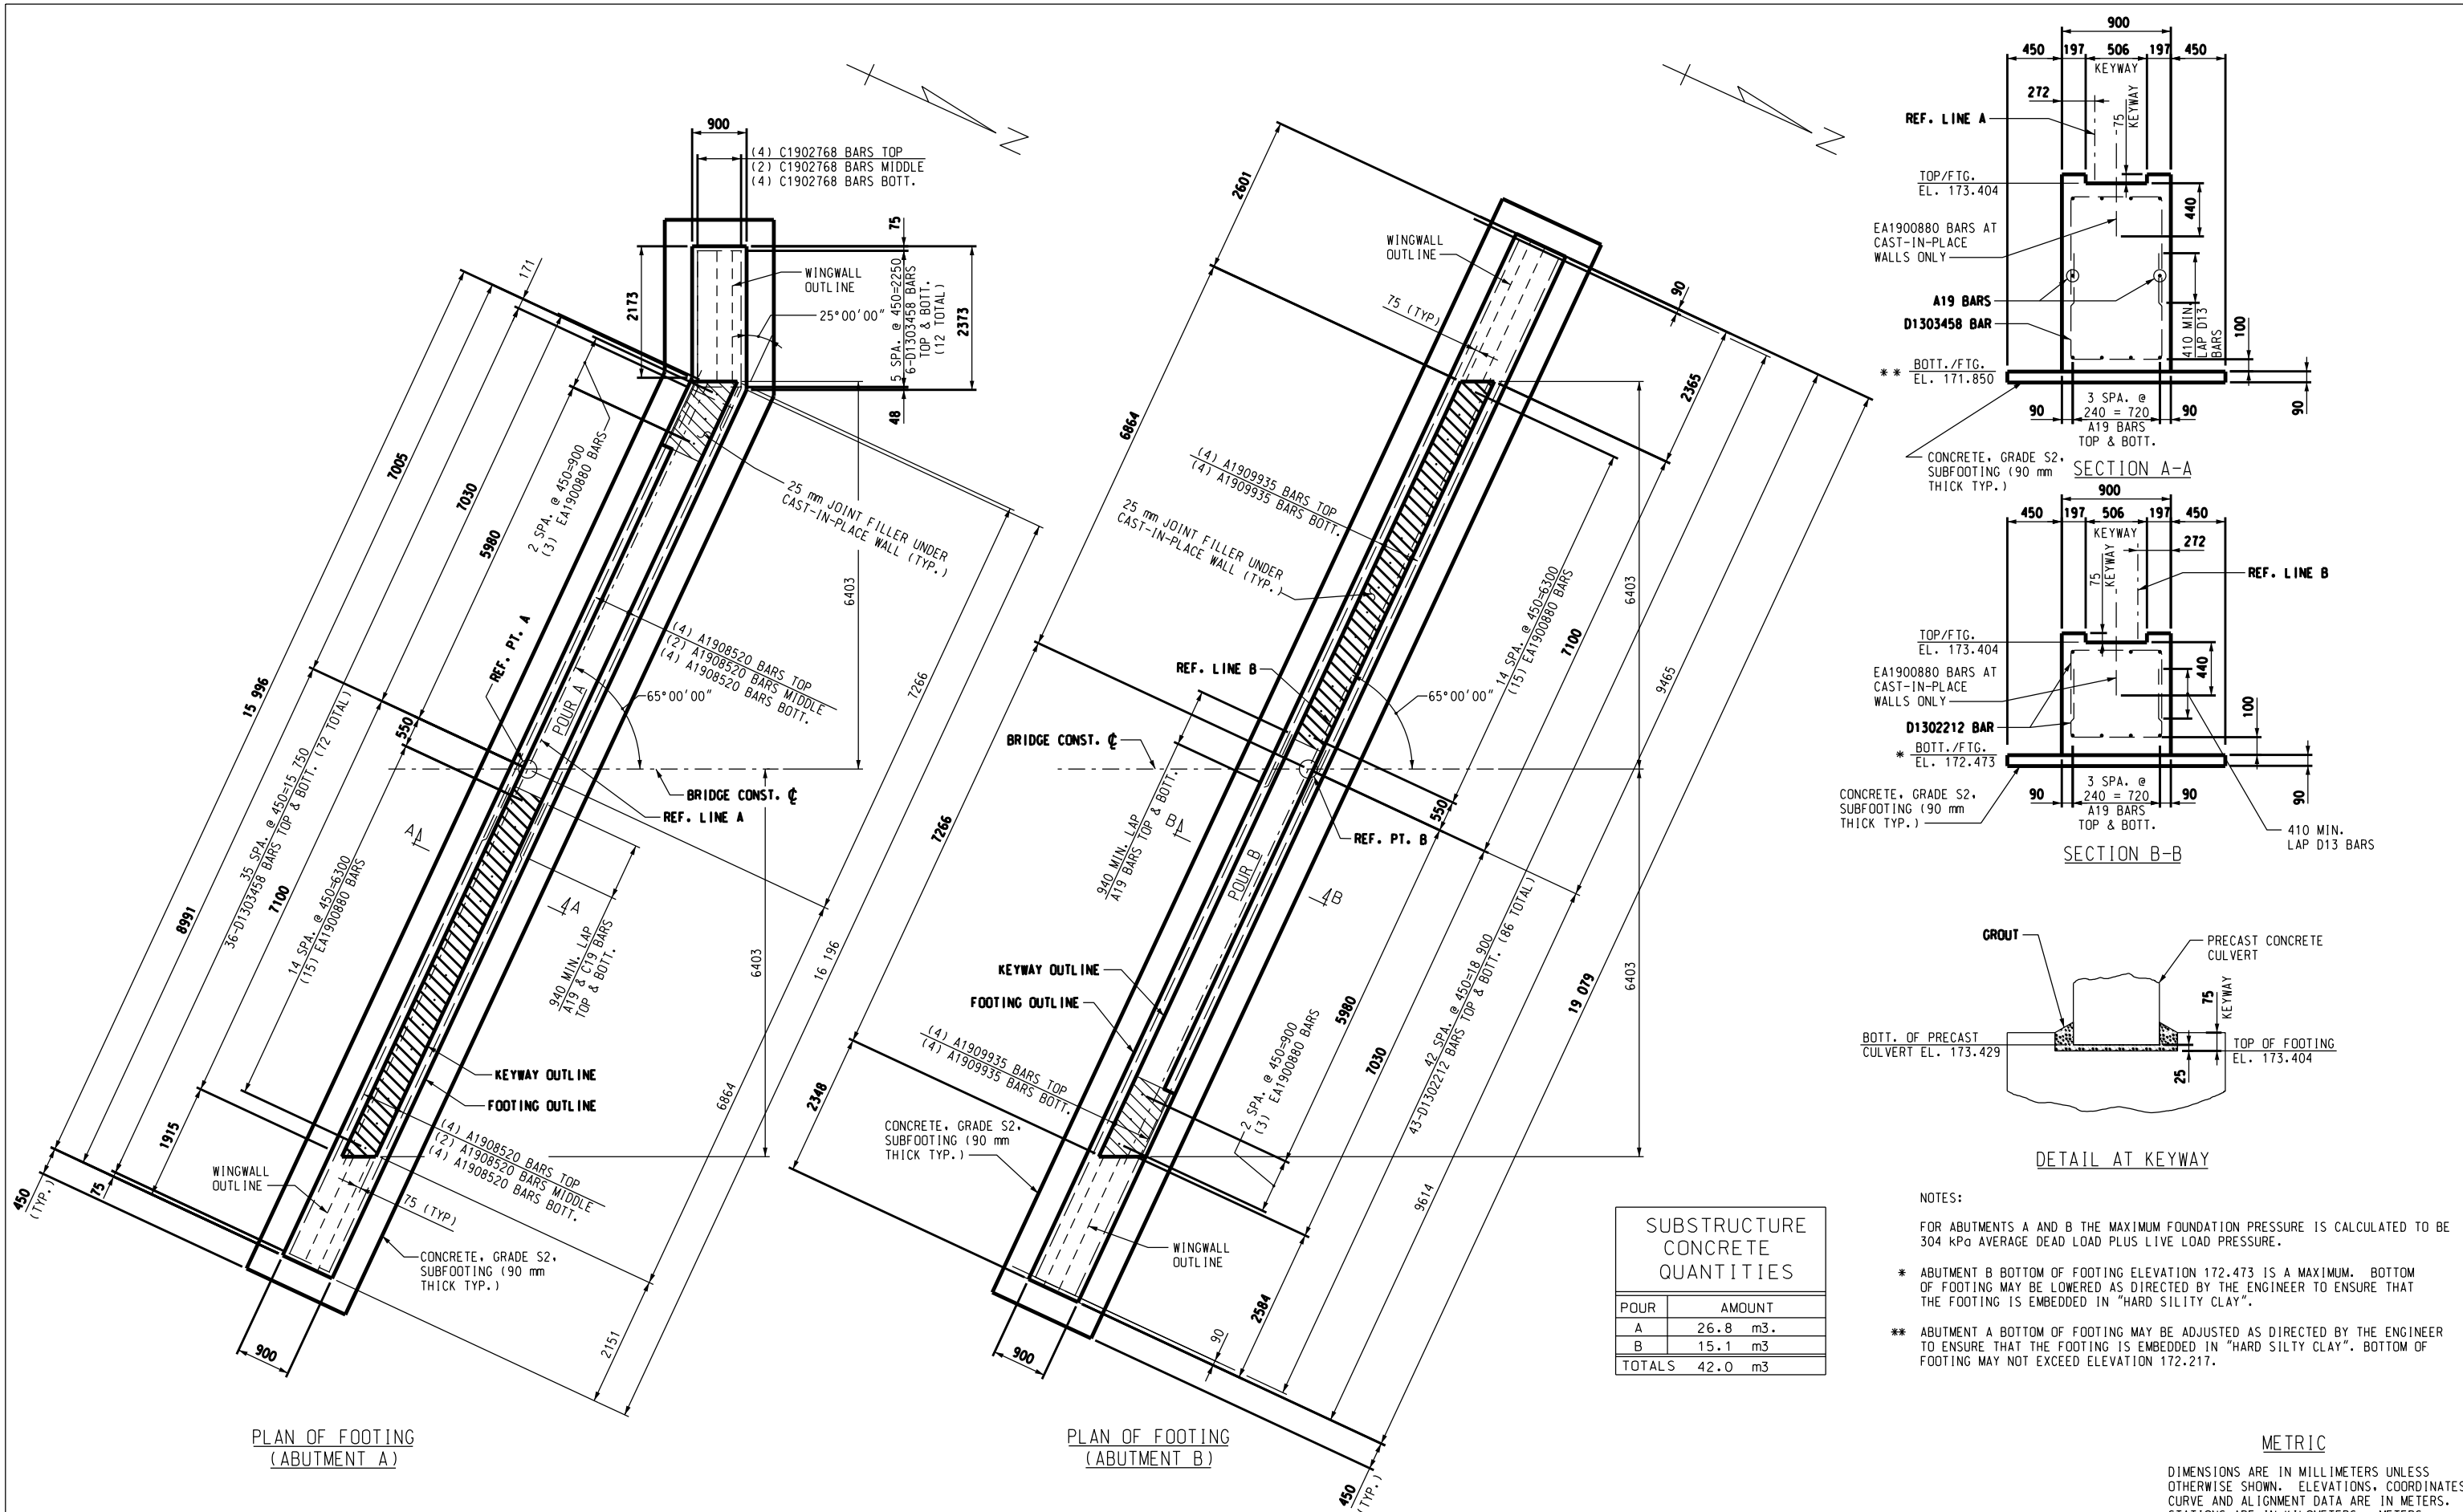 900
(4) C1902768 BARS TOP
(2) C1902768 BARS MIDDLE
(4) C1902768 BARS BOTT.
N
75
WINGWALL
OUTLINE
25°00'00"
5 SPA. @ 450=2250
6-D1303458 BARS
TOP & BOTT.
(12 TOTAL)
2373
2173
48
171
7005
7030
5980
2 SPA. @ 450=900
(3) EA1900880 BARS
25 mm JOINT FILLER UNDER
CAST-IN-PLACE WALL (TYP.)
6403
REF. PT. A
POUR A
(4) A1908520 BARS TOP
(2) A1908520 BARS MIDDLE
(4) A1908520 BARS BOTT.
65°00'00"
7266
15 996
550
BRIDGE CONST. ℄
REF. LINE A
35 SPA. @ 450=15 750
36-D1303458 BARS TOP & BOTT. (72 TOTAL)
7100
14 SPA. @ 450=6300
(15) EA1900880 BARS
8991
A
A
940 MIN. LAP
A19 & C19 BARS
TOP & BOTT.
6403
16 196
KEYWAY OUTLINE
FOOTING OUTLINE
6864
1915
(4) A1908520 BARS TOP
(2) A1908520 BARS MIDDLE
(4) A1908520 BARS BOTT.
WINGWALL
OUTLINE
75 (TYP)
450
(TYP.)
75
CONCRETE, GRADE S2,
SUBFOOTING (90 mm
THICK TYP.)
900
2151
PLAN OF FOOTING
(ABUTMENT A)
N
2601
WINGWALL
OUTLINE
90
75 (TYP)
6864
2365
(4) A1909935 BARS TOP
(4) A1909935 BARS BOTT.
25 mm JOINT FILLER UNDER
CAST-IN-PLACE WALL (TYP.)
14 SPA. @ 450=6300
(15) EA1900880 BARS
7100
6403
9465
REF. LINE B
65°00'00"
BRIDGE CONST. ℄
550
REF. PT. B
7266
940 MIN. LAP
A19 BARS TOP & BOTT.
B
B
POUR B
KEYWAY OUTLINE
FOOTING OUTLINE
6403
5980
7030
42 SPA. @ 450=18 900
43-D1302212 BARS TOP & BOTT. (86 TOTAL)
19 079
2 SPA. @ 450=900
(3) EA1900880 BARS
(4) A1909935 BARS TOP
(4) A1909935 BARS BOTT.
2348
CONCRETE, GRADE S2,
SUBFOOTING (90 mm
THICK TYP.)
9614
WINGWALL
OUTLINE
2584
90
900
450
(TYP.)
PLAN OF FOOTING
(ABUTMENT B)
900
450 197 506 197 450
KEYWAY
272
REF. LINE A
75
KEYWAY
TOP/FTG.
EL. 173.404
440
EA1900880 BARS AT
CAST-IN-PLACE
WALLS ONLY
A19 BARS
D1303458 BAR
410 MIN.
LAP D13
BARS
100
** BOTT./FTG.
EL. 171.850
90 3 SPA. @ 90
240 = 720
A19 BARS
TOP & BOTT.
90
CONCRETE, GRADE S2,
SUBFOOTING (90 mm
THICK TYP.)
SECTION A-A
900
450 197 506 197 450
KEYWAY
272
75
KEYWAY
REF. LINE B
TOP/FTG.
EL. 173.404
440
EA1900880 BARS AT
CAST-IN-PLACE
WALLS ONLY
D1302212 BAR
100
* BOTT./FTG.
EL. 172.473
90 3 SPA. @ 90
240 = 720
A19 BARS
TOP & BOTT.
90
CONCRETE, GRADE S2,
SUBFOOTING (90 mm
THICK TYP.)
410 MIN.
LAP D13 BARS
SECTION B-B
GROUT
PRECAST CONCRETE
CULVERT
75
KEYWAY
BOTT. OF PRECAST
CULVERT EL. 173.429
TOP OF FOOTING
EL. 173.404
25
DETAIL AT KEYWAY
SUBSTRUCTURE
CONCRETE
QUANTITIES
POUR AMOUNT
A 26.8 m3.
B 15.1 m3
TOTALS 42.0 m3
NOTES:
FOR ABUTMENTS A AND B THE MAXIMUM FOUNDATION PRESSURE IS CALCULATED TO BE
304 kPa AVERAGE DEAD LOAD PLUS LIVE LOAD PRESSURE.
* ABUTMENT B BOTTOM OF FOOTING ELEVATION 172.473 IS A MAXIMUM. BOTTOM
OF FOOTING MAY BE LOWERED AS DIRECTED BY THE ENGINEER TO ENSURE THAT
THE FOOTING IS EMBEDDED IN "HARD SILITY CLAY".
** ABUTMENT A BOTTOM OF FOOTING MAY BE ADJUSTED AS DIRECTED BY THE ENGINEER
TO ENSURE THAT THE FOOTING IS EMBEDDED IN "HARD SILTY CLAY". BOTTOM OF
FOOTING MAY NOT EXCEED ELEVATION 172.217.
METRIC
DIMENSIONS ARE IN MILLIMETERS UNLESS
OTHERWISE SHOWN. ELEVATIONS, COORDINATES
CURVE AND ALIGNMENT DATA ARE IN METERS.